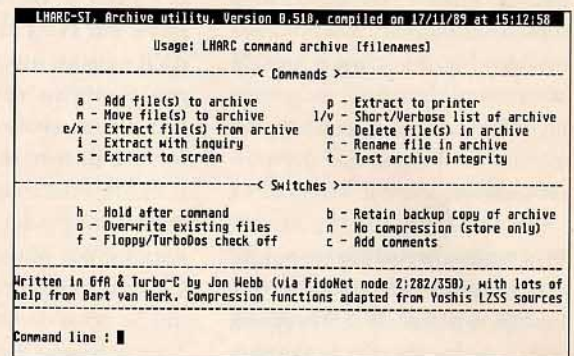 LHARC-ST, Archive utility, Version 0.510, compiled on 17/11/89 at 15:12:58
Usage: LHARC command archive [filenames]
< Commands >
a - Add file(s) to archive p - Extract to printer
m - Move file(s) to archive l/v - Short/Verbose list of archive
e/x - Extract file(s) from archive d - Delete file(s) in archive
i - Extract with inquiry r - Rename file in archive
s - Extract to screen t - Test archive integrity
< Switches >
h - Hold after command b - Retain backup copy of archive
o - Overwrite existing files n - No compression (store only)
f - Floppy/TurboDos check off c - Add comments
Written in GfA & Turbo-C by Jon Webb (via FidoNet node 2:282/350), with lots of
help from Bart van Herk. Compression functions adapted from Yoshis LZSS sources
Command line :